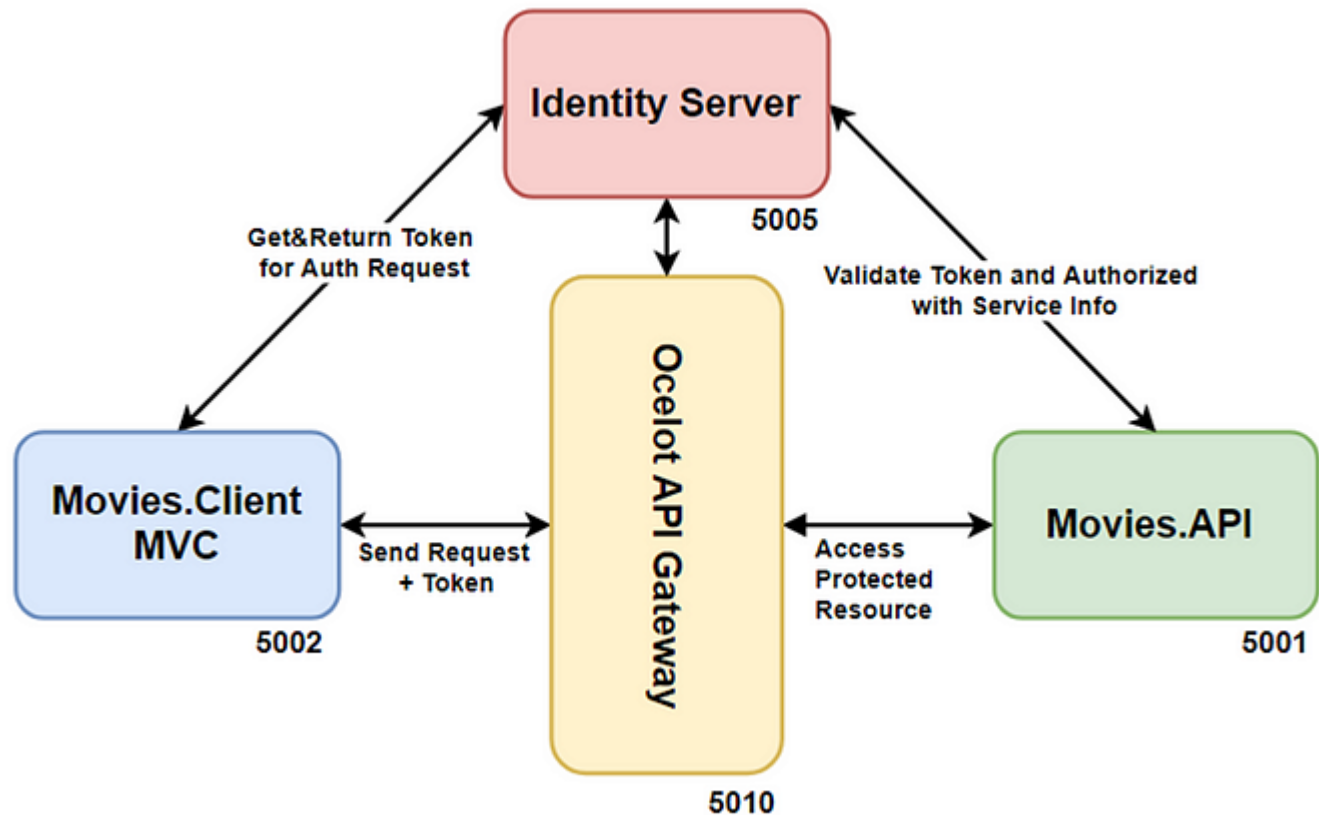 Identity Server
5005
Get&Return Token
for Auth Request
Validate Token and Authorized
with Service Info
Ocelot API Gateway
Movies.Client
MVC
5002
Send Request
+ Token
Access
Protected
Resource
Movies.API
5001
5010